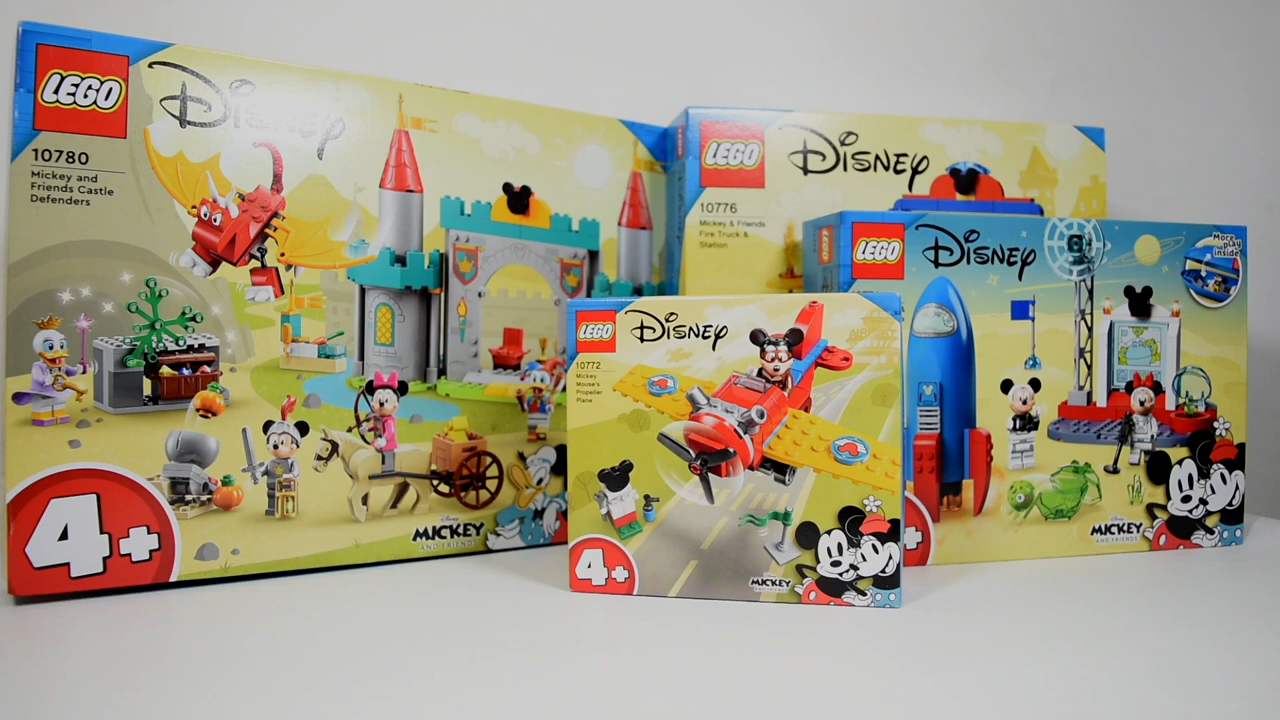 LEGO
Disney
10780
Mickey and
Friends Castle
Defenders
4+
Disney
MICKEY
AND FRIENDS
LEGO
Disney
10776
Mickey & Friends
Fire Truck &
Station
LEGO
Disney
10772
Mickey
Mouse's
Propeller
Plane
4+
MICKEY
AND FRIENDS
LEGO
LEGO
Disney
More
play
inside
+
MICKEY
AND FRIENDS